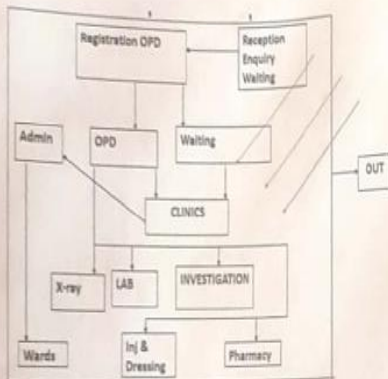 Registration OPD
Reception
Enquiry
Waiting
Admin
OPD
Waiting
OUT
CLINICS
X-ray
LAB
INVESTIGATION
Wards
Inj &
Dressing
Pharmacy